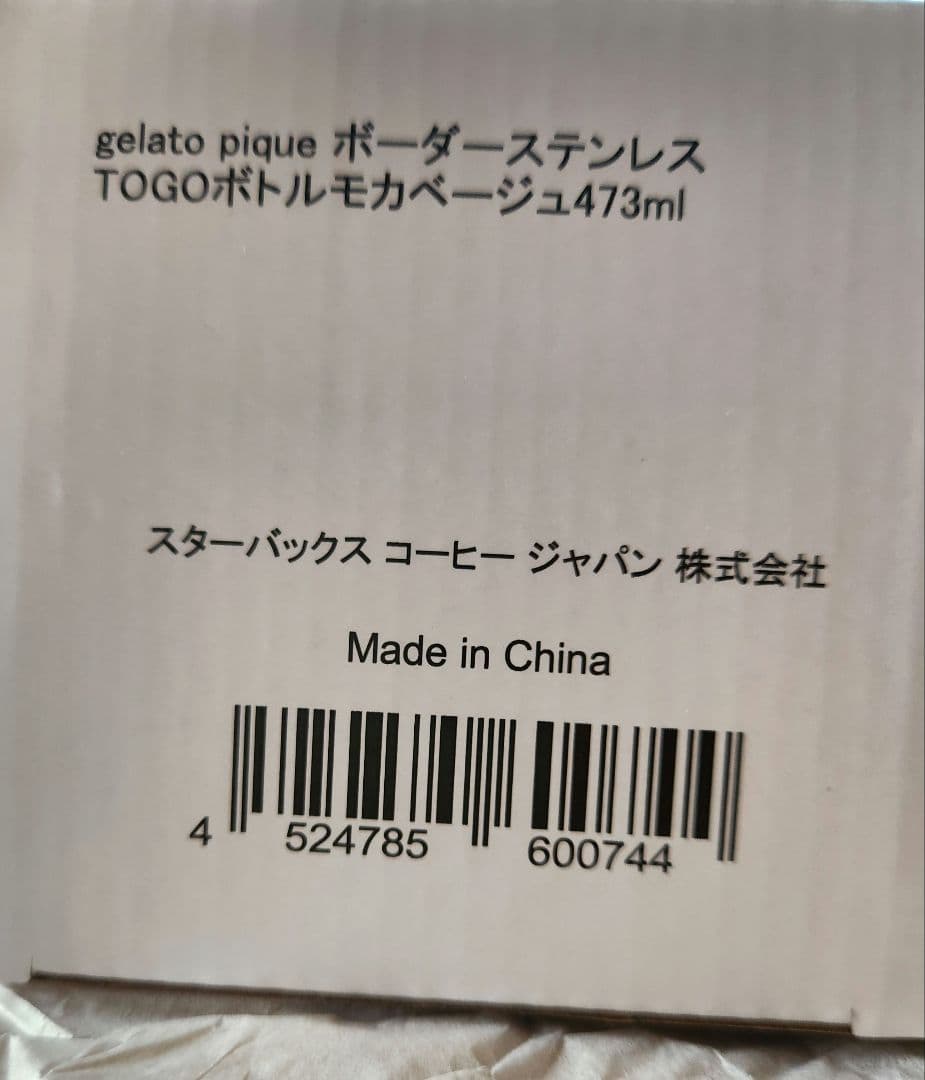 gelato pique ボーダーステンレス
TOGOボトルモカベージュ473ml
スターバックス コーヒー ジャパン 株式会社
Made in China
4 524785 600744